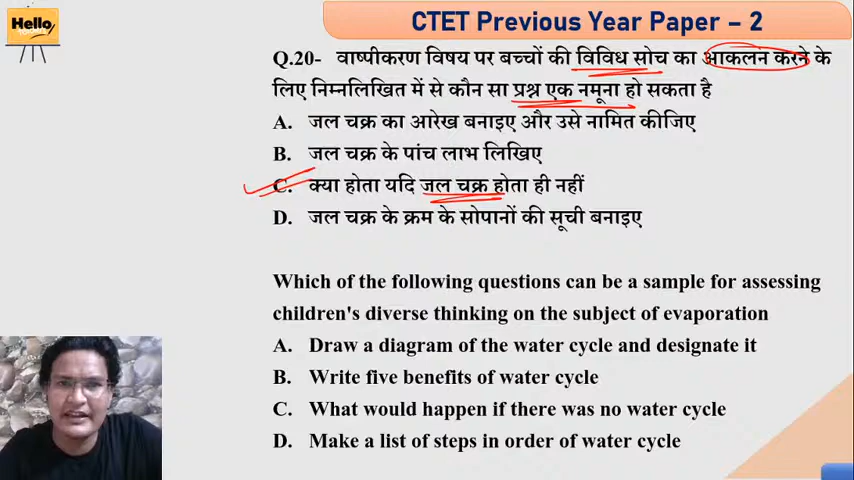 Hello
CTET Previous Year Paper – 2
Q.20- वाष्पीकरण विषय पर बच्चों की विविध सोच का आकलन करने के
लिए निम्नलिखित में से कौन सा प्रश्न एक नमूना हो सकता है
A. जल चक्र का आरेख बनाइए और उसे नामित कीजिए
B. जल चक्र के पांच लाभ लिखिए
C. क्या होता यदि जल चक्र होता ही नहीं
D. जल चक्र के क्रम के सोपानों की सूची बनाइए
Which of the following questions can be a sample for assessing
children's diverse thinking on the subject of evaporation
A. Draw a diagram of the water cycle and designate it
B. Write five benefits of water cycle
C. What would happen if there was no water cycle
D. Make a list of steps in order of water cycle